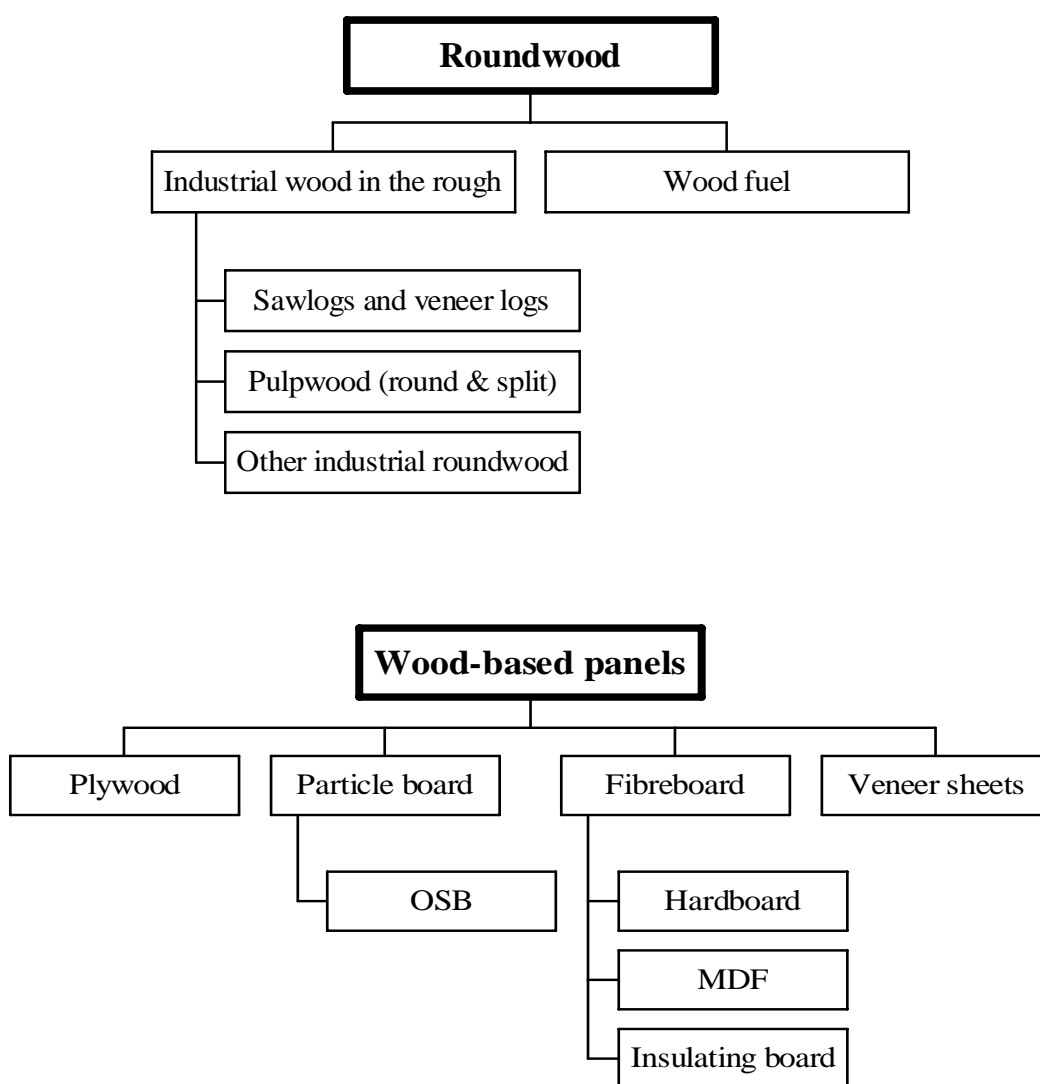 Roundwood
Industrial wood in the rough
Wood fuel
Sawlogs and veneer logs
Pulpwood (round & split)
Other industrial roundwood
Wood-based panels
Plywood
Particle board
Fibreboard
Veneer sheets
OSB
Hardboard
MDF
Insulating board